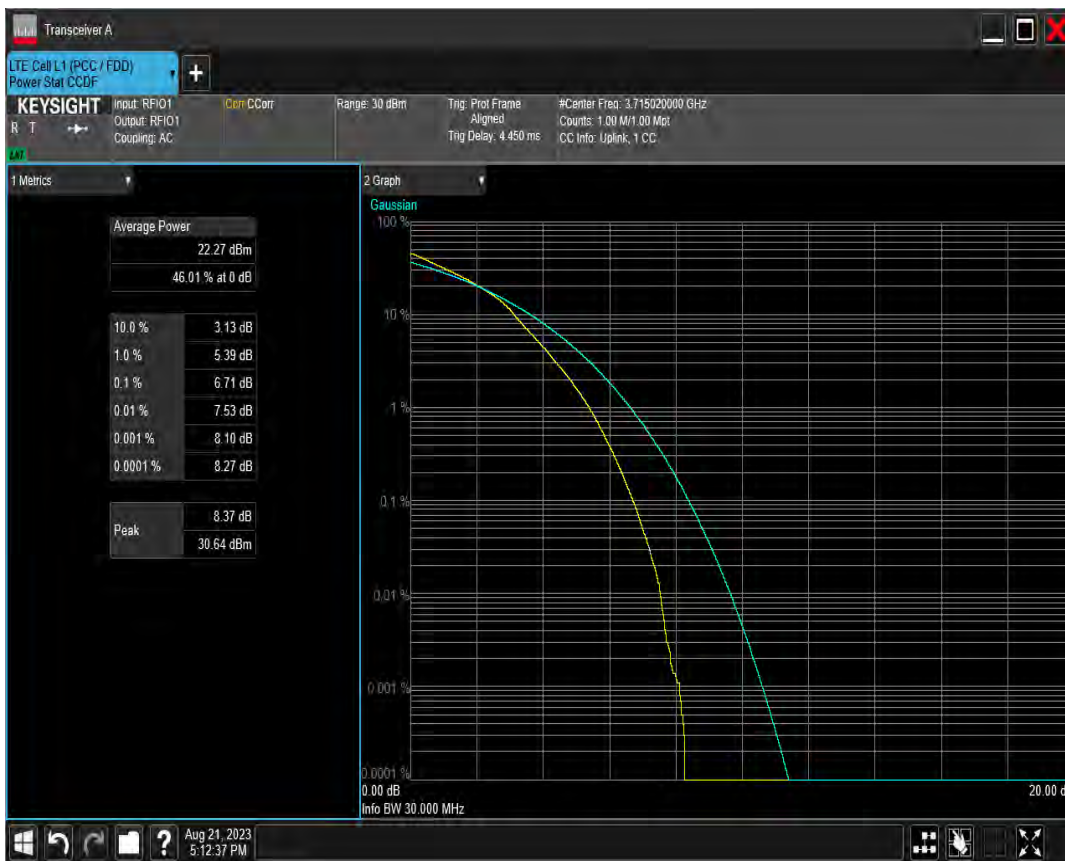 Transceiver A
LTE Cell L1 (PCC / FDD)
Power Stat CCDF
+
KEYSIGHT
R T
LXI
Input: RFIO1
Output: RFIO1
Coupling: AC
Corr CCorr
Range: 30 dBm
Trig: Prot Frame
Aligned
Trig Delay: 4.450 ms
#Center Freq: 3.715020000 GHz
Counts: 1.00 M/1.00 Mpt
CC Info: Uplink, 1 CC
1 Metrics
Average Power
22.27 dBm
46.01 % at 0 dB
10.0 % 3.13 dB
1.0 % 5.39 dB
0.1 % 6.71 dB
0.01 % 7.53 dB
0.001 % 8.10 dB
0.0001 % 8.27 dB
Peak
8.37 dB
30.64 dBm
2 Graph
Gaussian
100 %
10 %
1 %
0.1 %
0.01 %
0.001 %
0.0001 %
0.00 dB
20.00 d
Info BW 30.000 MHz
?
Aug 21, 2023
5:12:37 PM